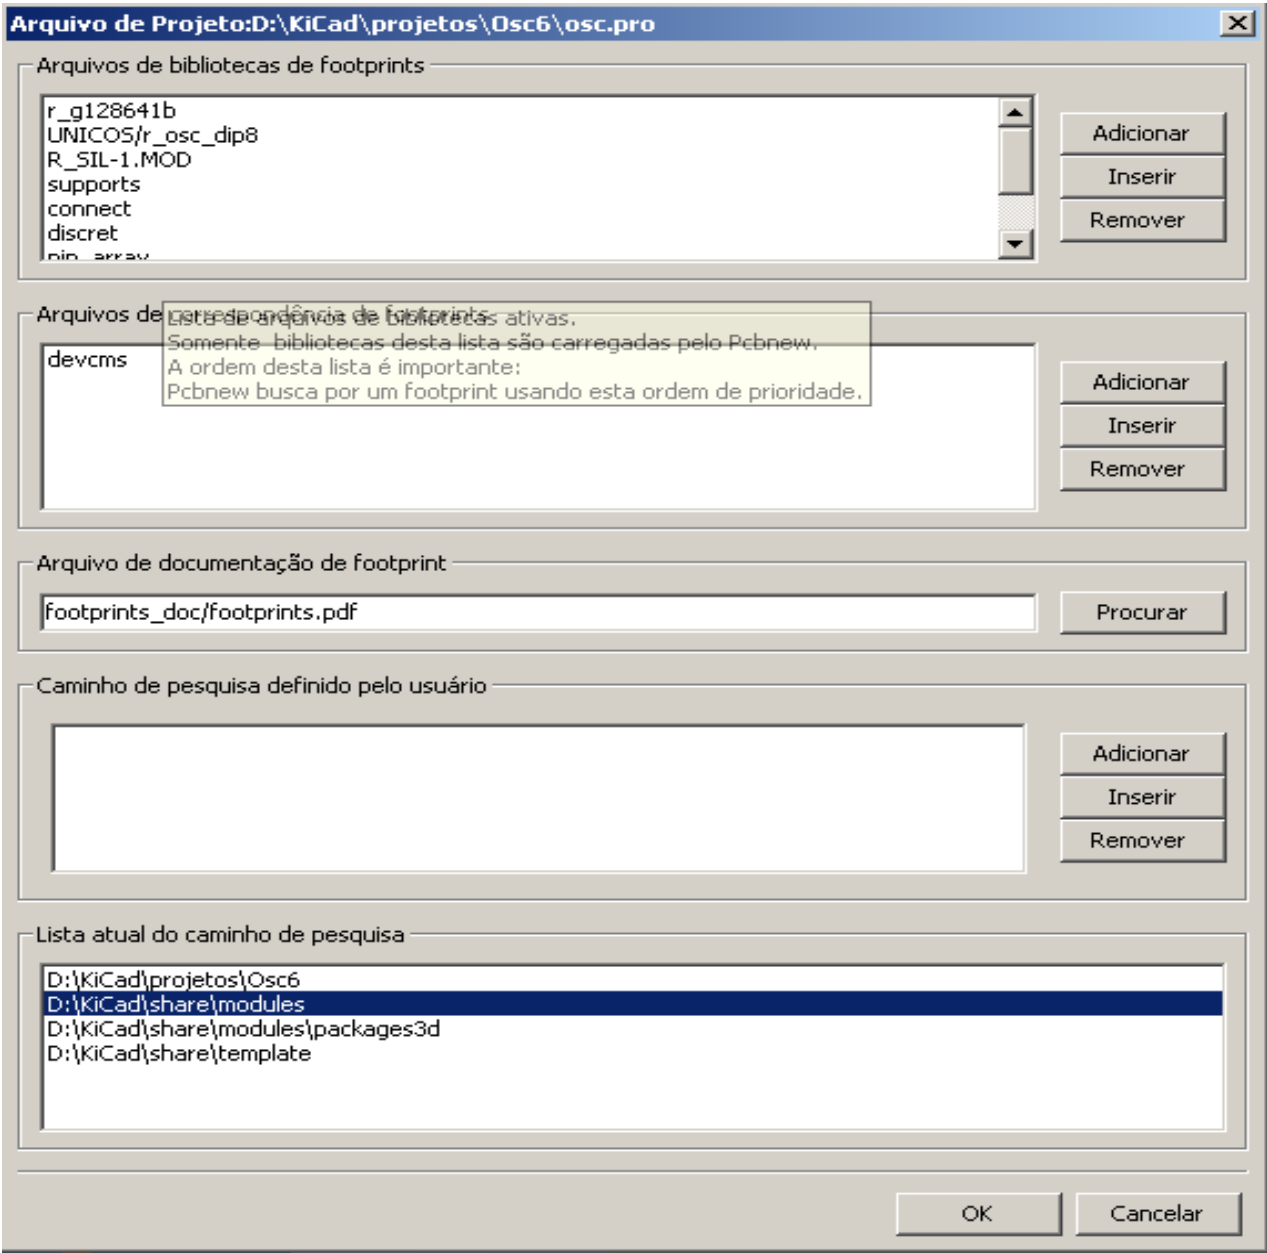 Arquivo de Projeto:D:\KiCad\projetos\Osc6\osc.pro
Arquivos de bibliotecas de footprints
r_g128641b
UNICOS/r_osc_dip8
R_SIL-1.MOD
supports
connect
discret
pin_array
Adicionar
Inserir
Remover
Arquivos de correspondência de footprints
Lista de arquivos de bibliotecas ativas.
Somente  bibliotecas desta lista são carregadas pelo Pcbnew.
A ordem desta lista é importante:
Pcbnew busca por um footprint usando esta ordem de prioridade.
devcms
Adicionar
Inserir
Remover
Arquivo de documentação de footprint
footprints_doc/footprints.pdf
Procurar
Caminho de pesquisa definido pelo usuário
Adicionar
Inserir
Remover
Lista atual do caminho de pesquisa
D:\KiCad\projetos\Osc6
D:\KiCad\share\modules
D:\KiCad\share\modules\packages3d
D:\KiCad\share\template
OK
Cancelar